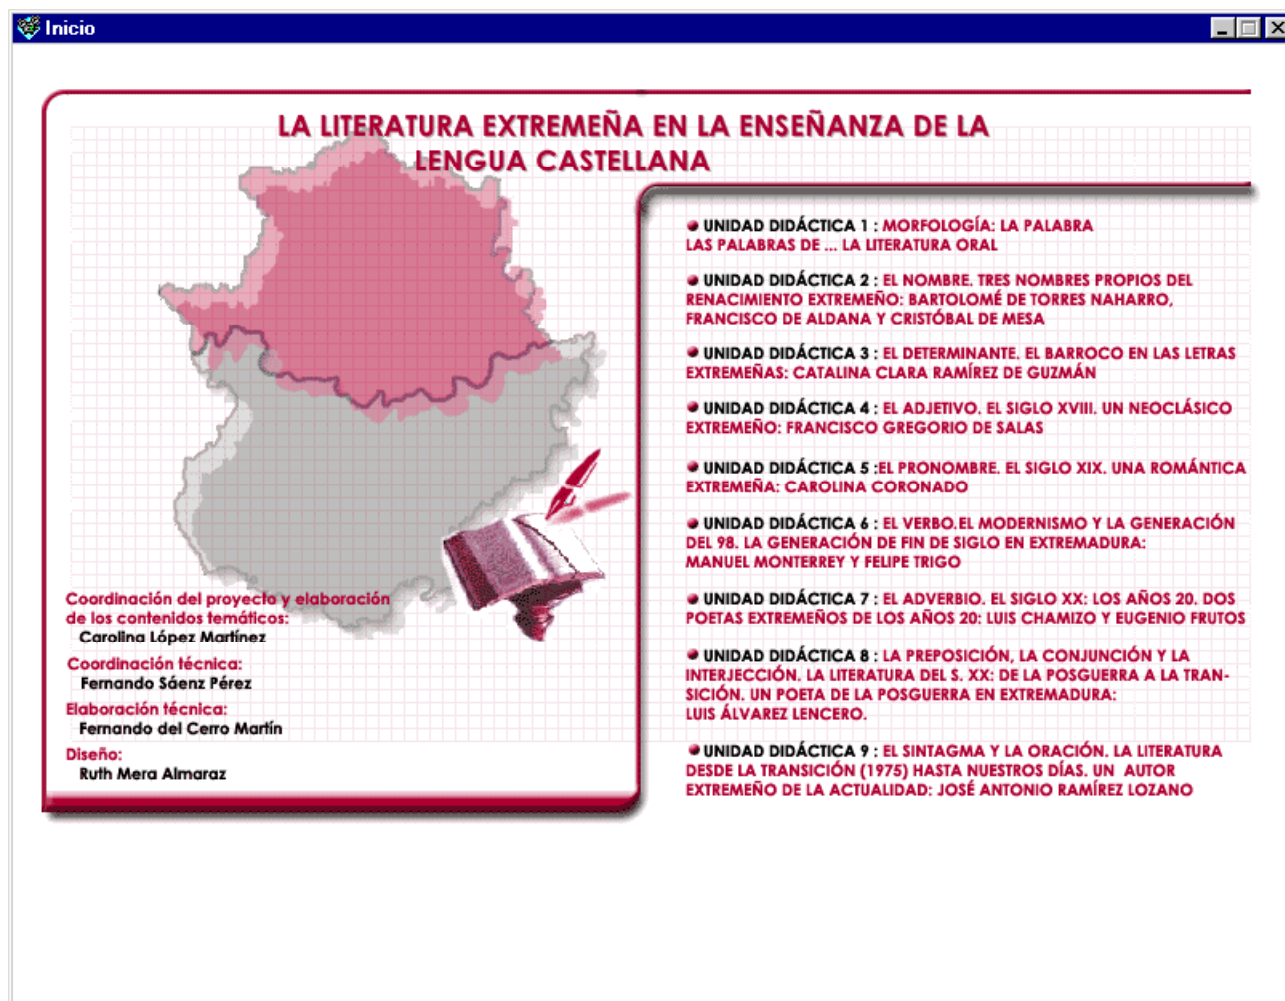 Inicio
LA LITERATURA EXTREMEÑA EN LA ENSEÑANZA DE LA
LENGUA CASTELLANA
Coordinación del proyecto y elaboración
de los contenidos temáticos:
Carolina López Martínez
Coordinación técnica:
Fernando Sáenz Pérez
Elaboración técnica:
Fernando del Cerro Martín
Diseño:
Ruth Mera Almaraz
UNIDAD DIDÁCTICA 1 : MORFOLOGÍA: LA PALABRA
LAS PALABRAS DE ... LA LITERATURA ORAL
UNIDAD DIDÁCTICA 2 : EL NOMBRE. TRES NOMBRES PROPIOS DEL
RENACIMIENTO EXTREMEÑO: BARTOLOMÉ DE TORRES NAHARRO,
FRANCISCO DE ALDANA Y CRISTÓBAL DE MESA
UNIDAD DIDÁCTICA 3 : EL DETERMINANTE. EL BARROCO EN LAS LETRAS
EXTREMEÑAS: CATALINA CLARA RAMÍREZ DE GUZMÁN
UNIDAD DIDÁCTICA 4 : EL ADJETIVO. EL SIGLO XVIII. UN NEOCLÁSICO
EXTREMEÑO: FRANCISCO GREGORIO DE SALAS
UNIDAD DIDÁCTICA 5 :EL PRONOMBRE. EL SIGLO XIX. UNA ROMÁNTICA
EXTREMEÑA: CAROLINA CORONADO
UNIDAD DIDÁCTICA 6 : EL VERBO.EL MODERNISMO Y LA GENERACIÓN
DEL 98. LA GENERACIÓN DE FIN DE SIGLO EN EXTREMADURA:
MANUEL MONTERREY Y FELIPE TRIGO
UNIDAD DIDÁCTICA 7 : EL ADVERBIO. EL SIGLO XX: LOS AÑOS 20. DOS
POETAS EXTREMEÑOS DE LOS AÑOS 20: LUIS CHAMIZO Y EUGENIO FRUTOS
UNIDAD DIDÁCTICA 8 : LA PREPOSICIÓN, LA CONJUNCIÓN Y LA
INTERJECCIÓN. LA LITERATURA DEL S. XX: DE LA POSGUERRA A LA TRAN-
SICIÓN. UN POETA DE LA POSGUERRA EN EXTREMADURA:
LUIS ÁLVAREZ LENCERO.
UNIDAD DIDÁCTICA 9 : EL SINTAGMA Y LA ORACIÓN. LA LITERATURA
DESDE LA TRANSICIÓN (1975) HASTA NUESTROS DÍAS. UN AUTOR
EXTREMEÑO DE LA ACTUALIDAD: JOSÉ ANTONIO RAMÍREZ LOZANO